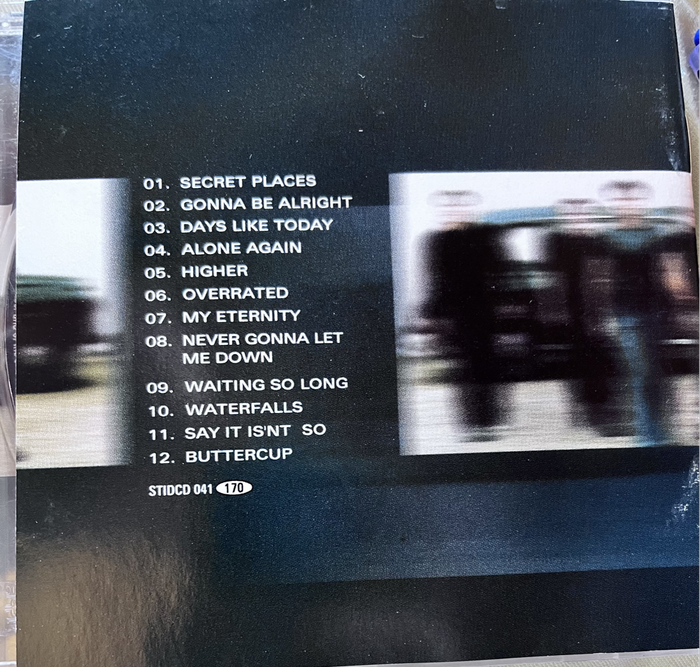 01. SECRET PLACES
02. GONNA BE ALRIGHT
03. DAYS LIKE TODAY
04. ALONE AGAIN
05. HIGHER
06. OVERRATED
07. MY ETERNITY
08. NEVER GONNA LET
ME DOWN
09. WAITING SO LONG
10. WATERFALLS
11. SAY IT IS'NT SO
12. BUTTERCUP
STIDCD 041 170